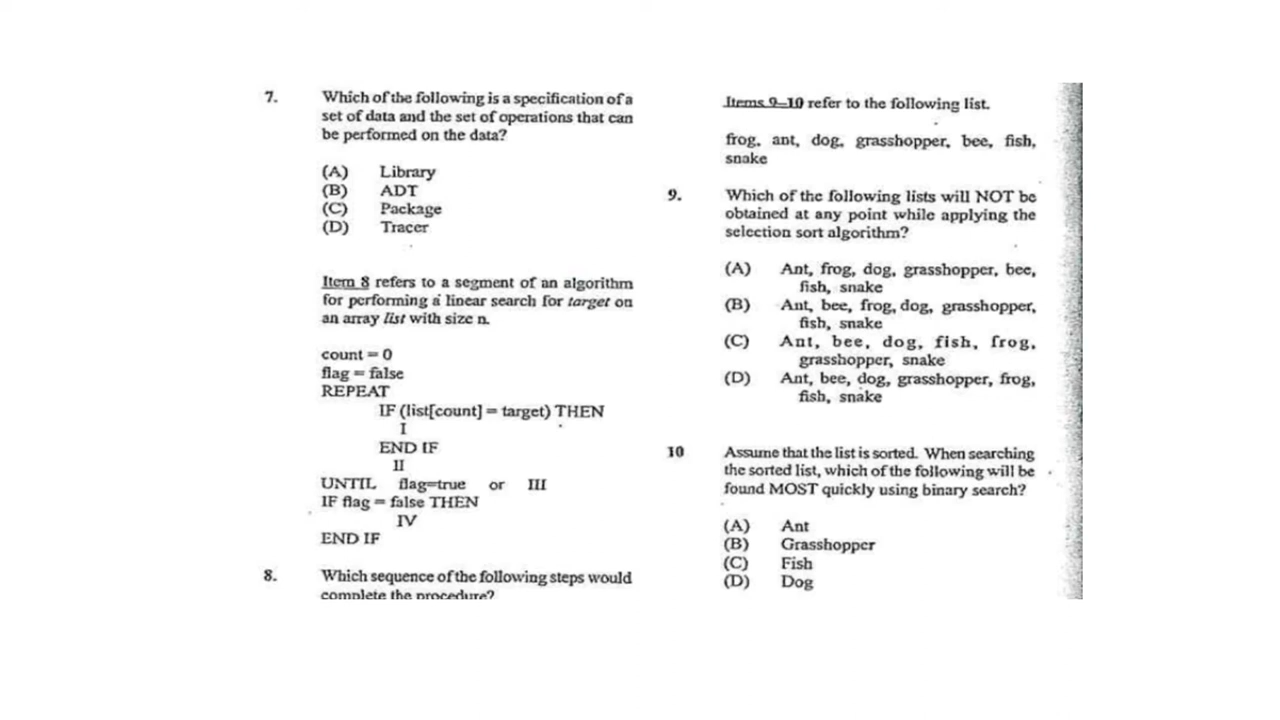 7. Which of the following is a specification of a
set of data and the set of operations that can
be performed on the data?
(A) Library
(B) ADT
(C) Package
(D) Tracer
Item 8 refers to a segment of an algorithm
for performing a linear search for target on
an array list with size n.
count = 0
flag = false
REPEAT
IF (list[count] = target) THEN
I
END IF
II
UNTIL flag=true or III
IF flag = false THEN
IV
END IF
8. Which sequence of the following steps would
complete the procedure?
Items 9–10 refer to the following list.
frog, ant, dog, grasshopper, bee, fish,
snake
9. Which of the following lists will NOT be
obtained at any point while applying the
selection sort algorithm?
(A) Ant, frog, dog, grasshopper, bee,
fish, snake
(B) Ant, bee, frog, dog, grasshopper,
fish, snake
(C) Ant, bee, dog, fish, frog,
grasshopper, snake
(D) Ant, bee, dog, grasshopper, frog,
fish, snake
10 Assume that the list is sorted. When searching
the sorted list, which of the following will be
found MOST quickly using binary search?
(A) Ant
(B) Grasshopper
(C) Fish
(D) Dog